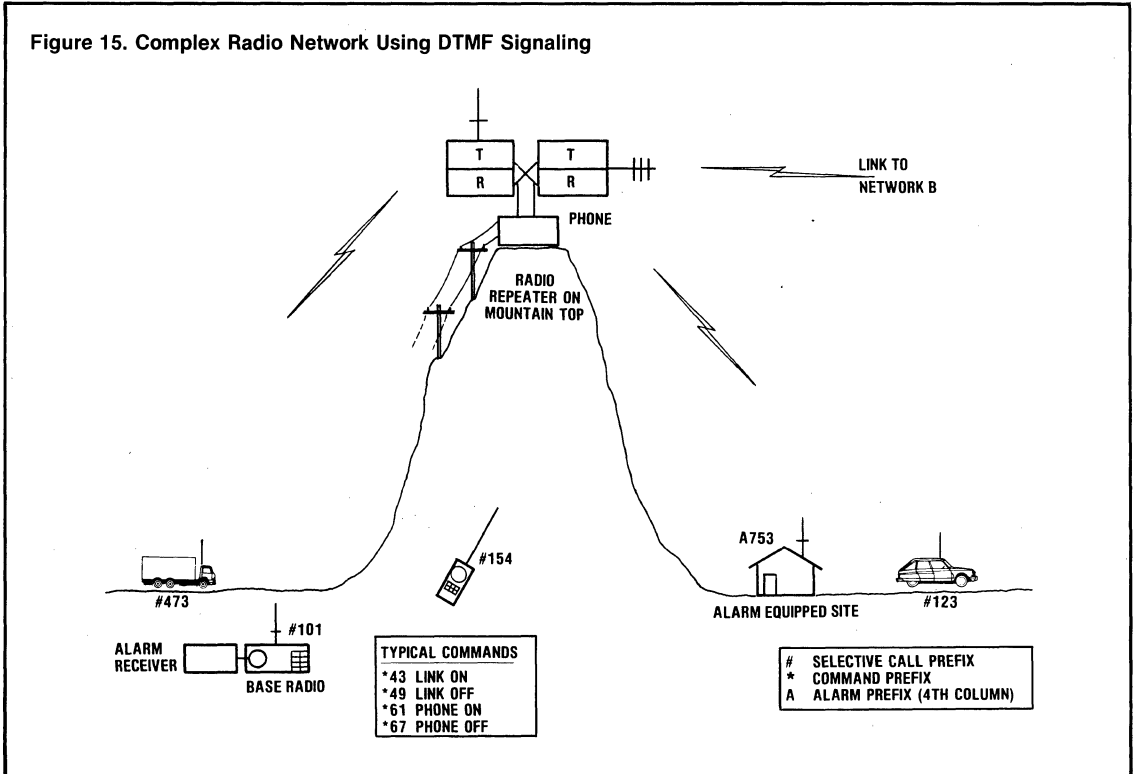 Figure 15. Complex Radio Network Using DTMF Signaling
T
R
T
R
LINK TO
NETWORK B
PHONE
RADIO
REPEATER ON
MOUNTAIN TOP
#154
A753
#473
ALARM EQUIPPED SITE
#123
#101
ALARM
RECEIVER
BASE RADIO
TYPICAL COMMANDS
*43 LINK ON
*49 LINK OFF
*61 PHONE ON
*67 PHONE OFF
# SELECTIVE CALL PREFIX
* COMMAND PREFIX
A ALARM PREFIX (4TH COLUMN)